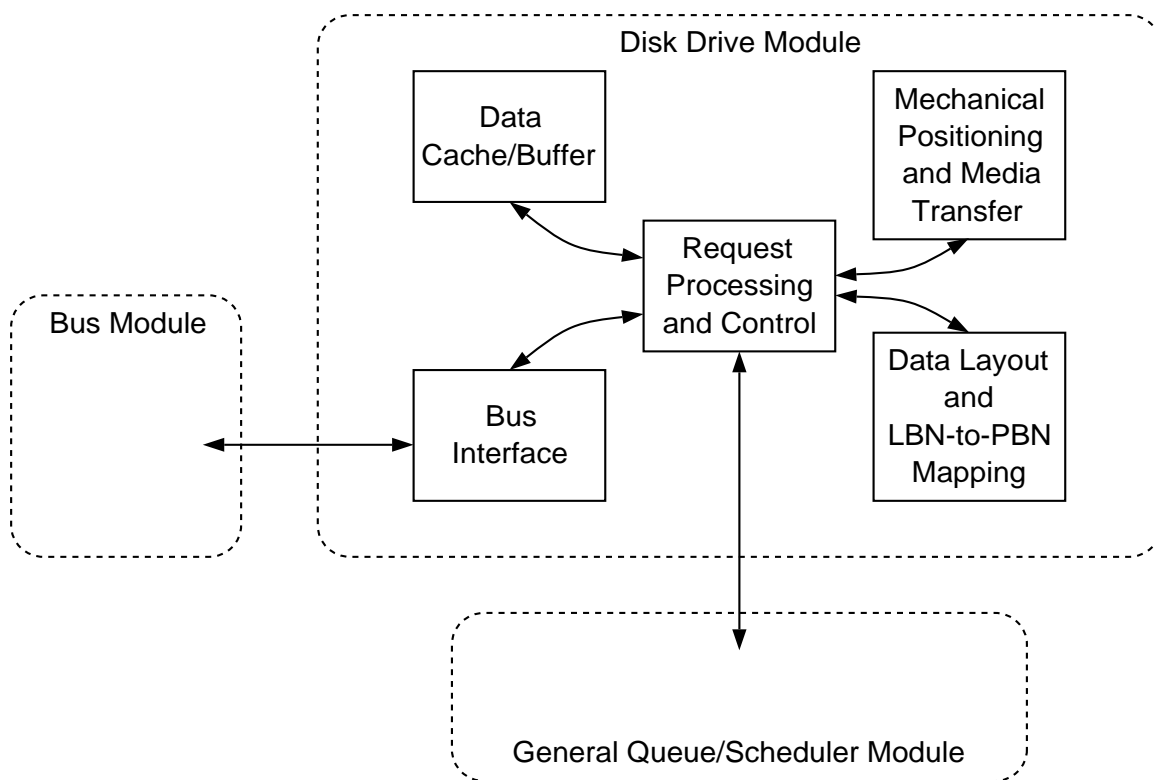 Disk Drive Module
Data
Cache/Buffer
Mechanical
Positioning
and Media
Transfer
Request
Processing
and Control
Bus Module
Bus
Interface
Data Layout
and
LBN-to-PBN
Mapping
General Queue/Scheduler Module